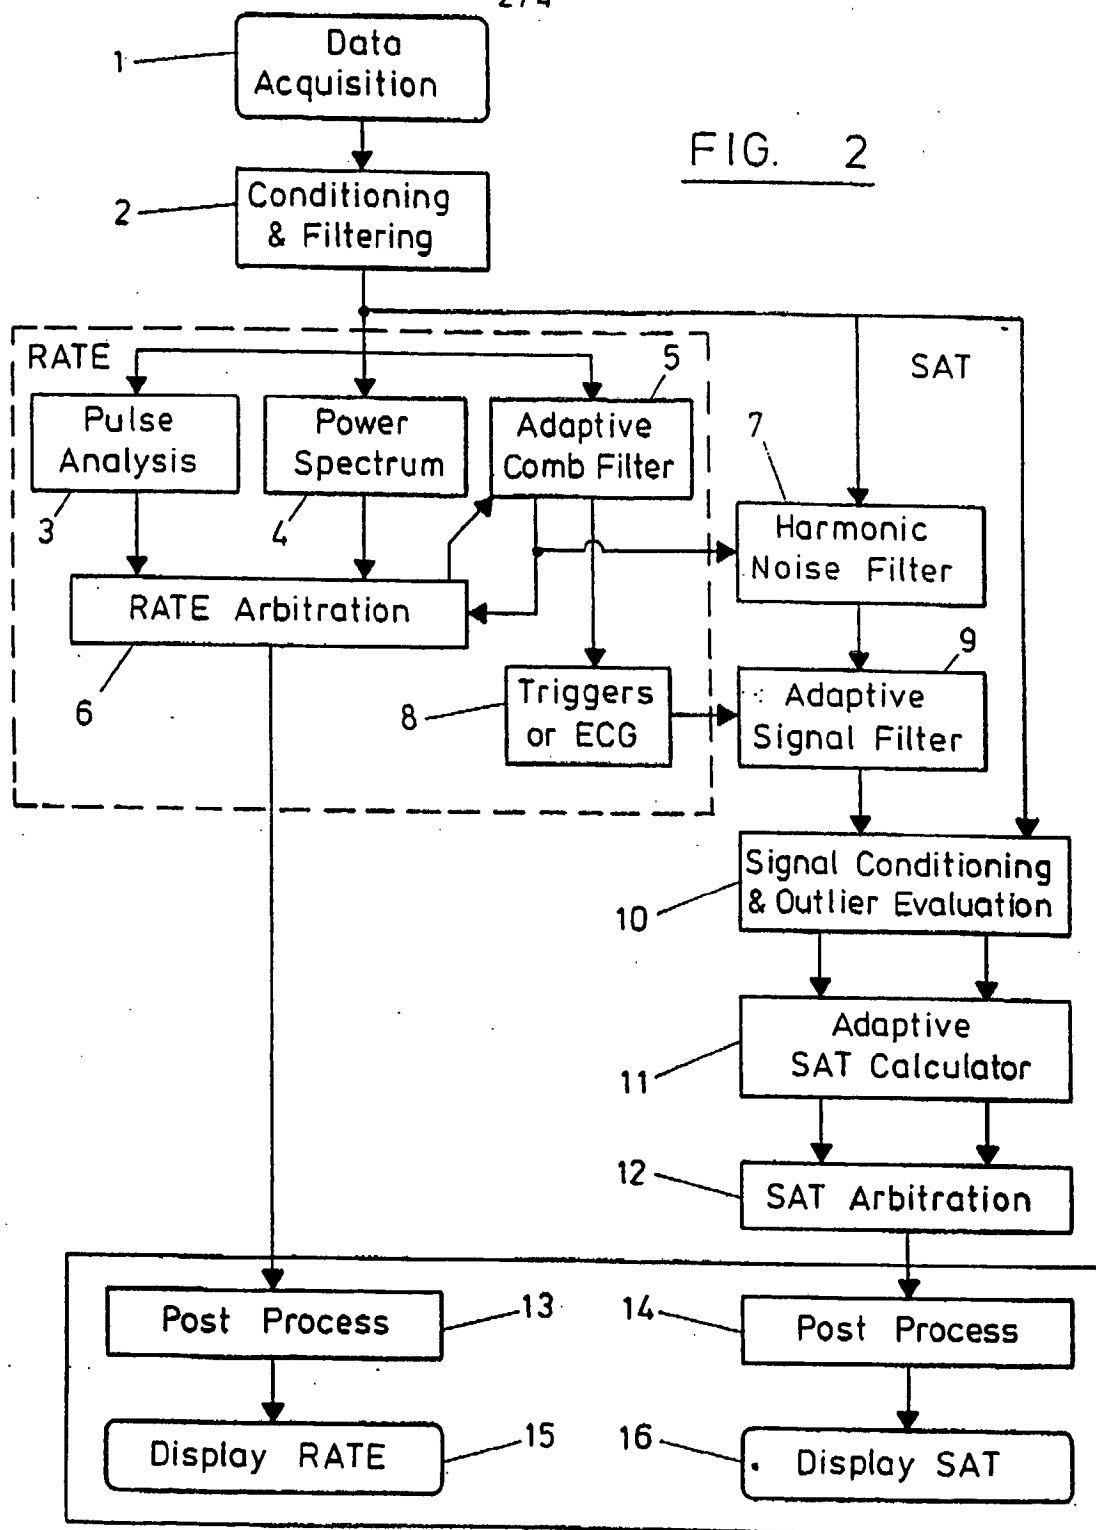 1
Data
Acquisition
FIG. 2
2
Conditioning
& Filtering
RATE
5
SAT
Pulse
Analysis
Power
Spectrum
Adaptive
Comb Filter
7
3
4
Harmonic
Noise Filter
RATE Arbitration
9
6
8
Triggers
or ECG
Adaptive
Signal Filter
Signal Conditioning
& Outlier Evaluation
10
Adaptive
SAT Calculator
11
12
SAT Arbitration
Post Process
13
14
Post Process
Display RATE
15
16
Display SAT